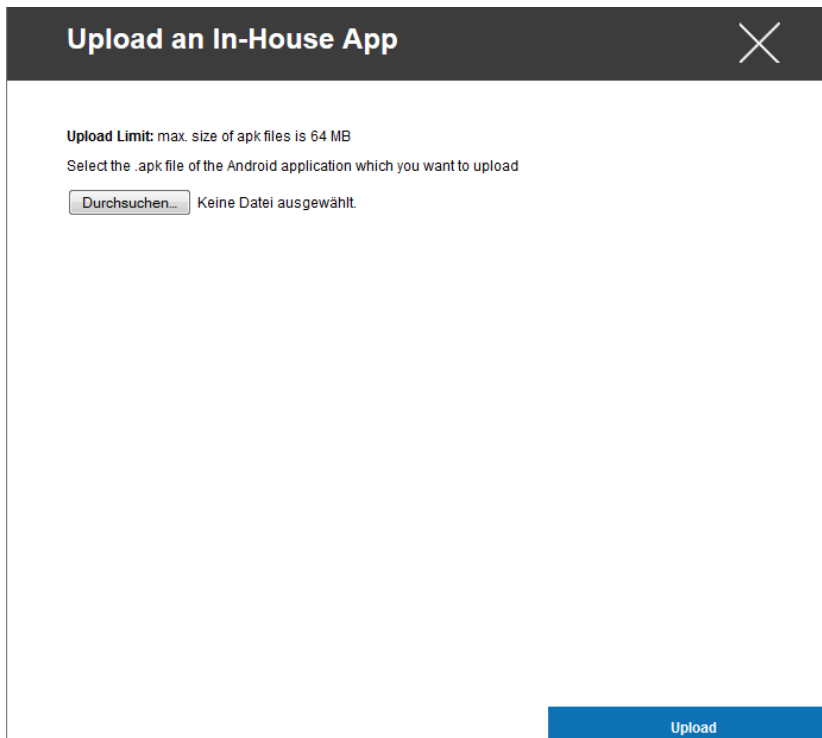 Upload an In-House App
Upload Limit: max. size of apk files is 64 MB
Select the .apk file of the Android application which you want to upload
Durchsuchen... Keine Datei ausgewählt.
Upload